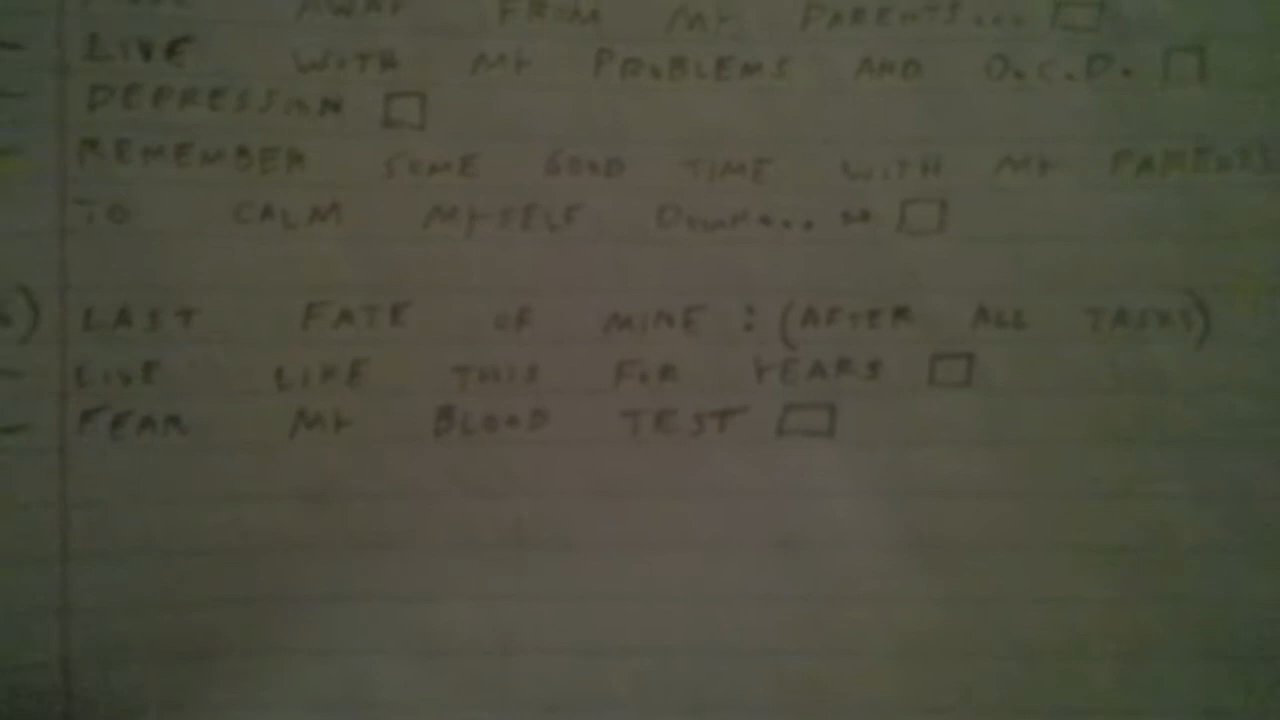 AWAY FROM MY PARENTS...
- LIVE WITH MY PROBLEMS AND O.C.D.
- DEPRESSION
- REMEMBER SOME GOOD TIME WITH MY PARENTS
TO CALM MYSELF DOWN...
) LAST FATE OF MINE : (AFTER ALL TASKS)
- LIVE LIKE THIS FOR YEARS
- FEAR MY BLOOD TEST